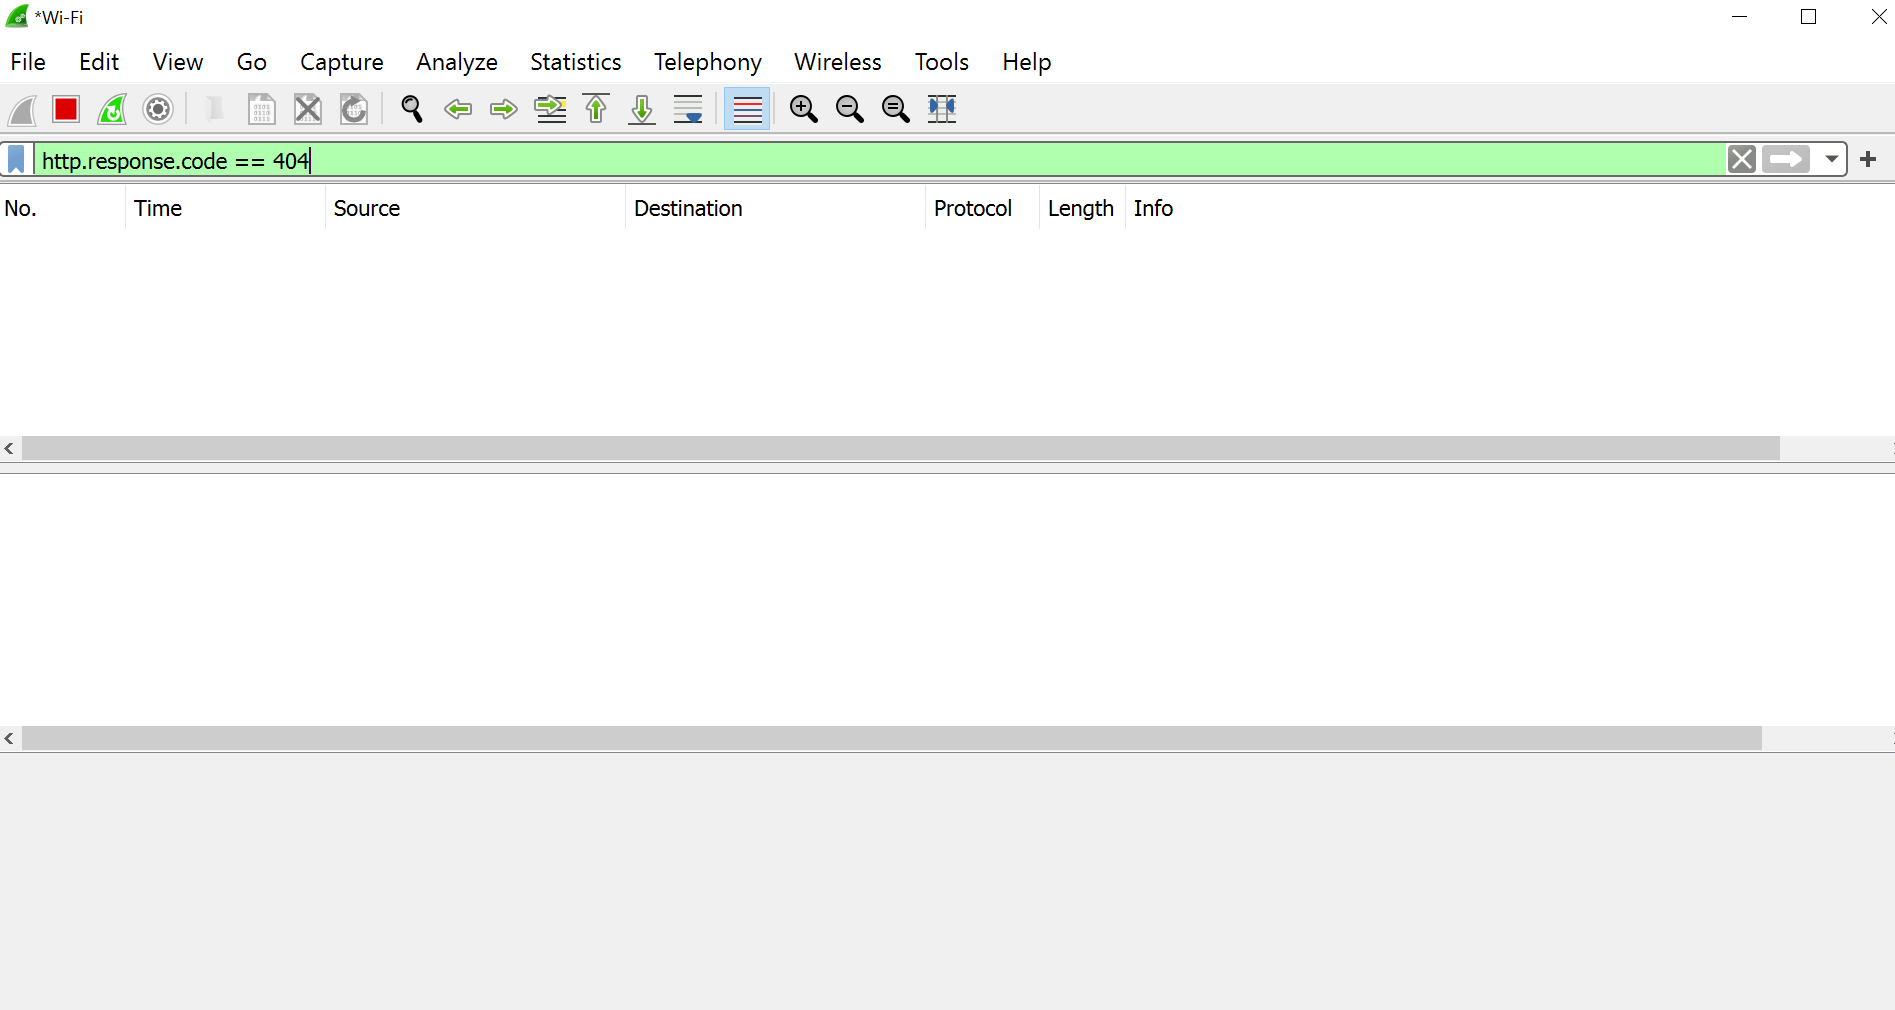 *Wi-Fi
File Edit View Go Capture Analyze Statistics Telephony Wireless Tools Help
http.response.code == 404
No. Time Source Destination Protocol Length Info